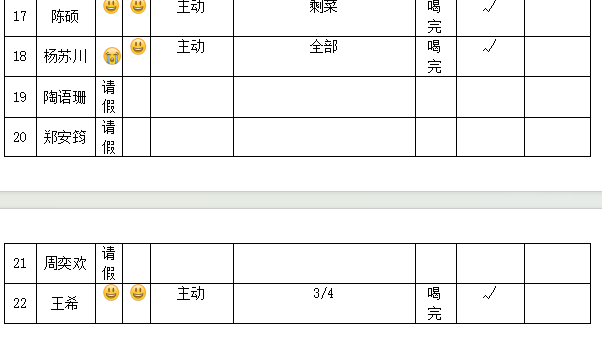 17 陈硕 😃 😃 主动 剩菜 喝完 √
18 杨苏川 😭 😃 主动 全部 喝完 √
19 陶语珊 请假
20 郑安筠 请假
21 周奕欢 请假
22 王希 😃 😃 主动 3/4 喝完 √